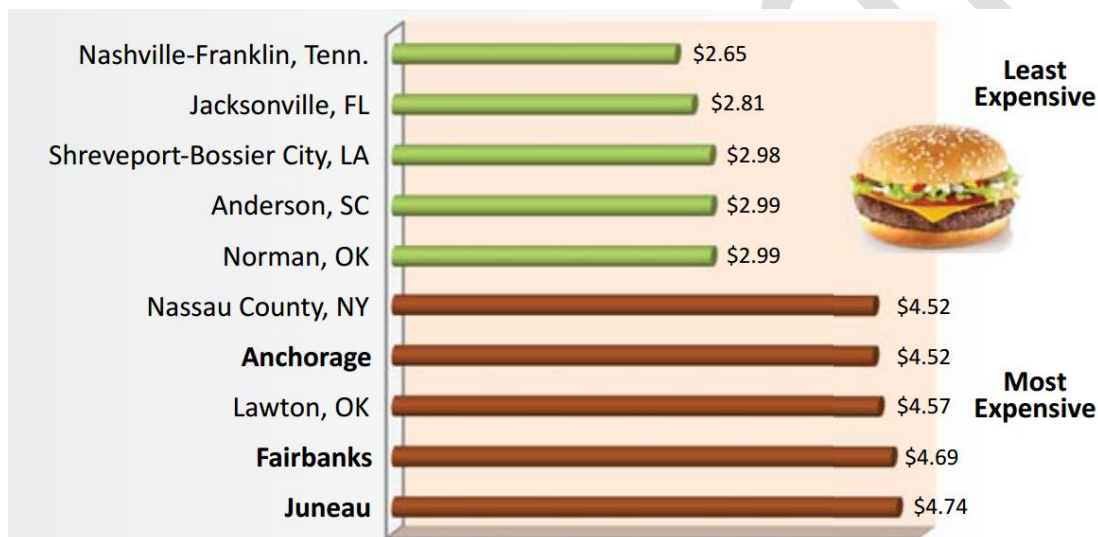 Nashville-Franklin, Tenn. $2.65
Jacksonville, FL $2.81
Shreveport-Bossier City, LA $2.98
Anderson, SC $2.99
Norman, OK $2.99
Nassau County, NY $4.52
Anchorage $4.52
Lawton, OK $4.57
Fairbanks $4.69
Juneau $4.74
Least
Expensive
Most
Expensive